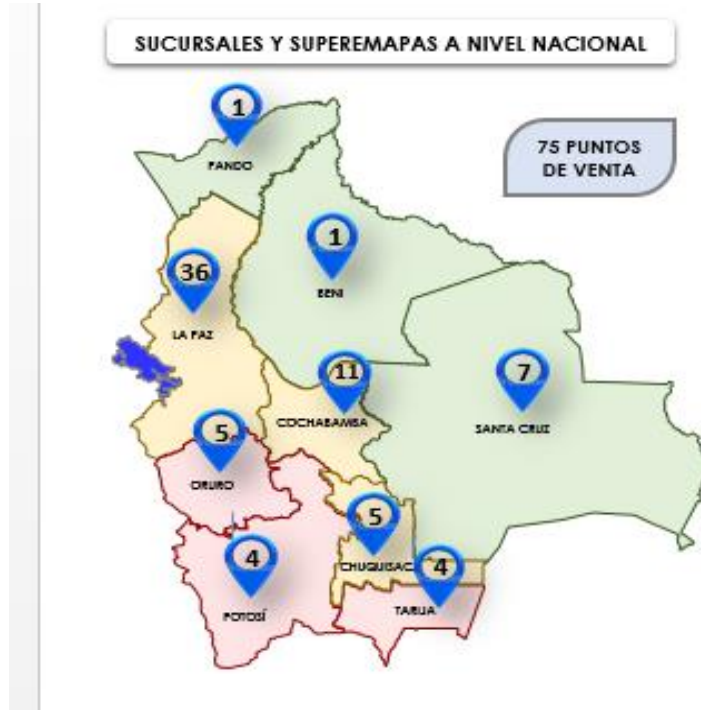 SUCURSALES Y SUPEREMAPAS A NIVEL NACIONAL
75 PUNTOS
DE VENTA
1
PANDO
1
BENI
36
LA PAZ
11
COCHABAMBA
7
SANTA CRUZ
5
ORURO
5
CHUQUISAC
4
POTOSÍ
4
TARIJA